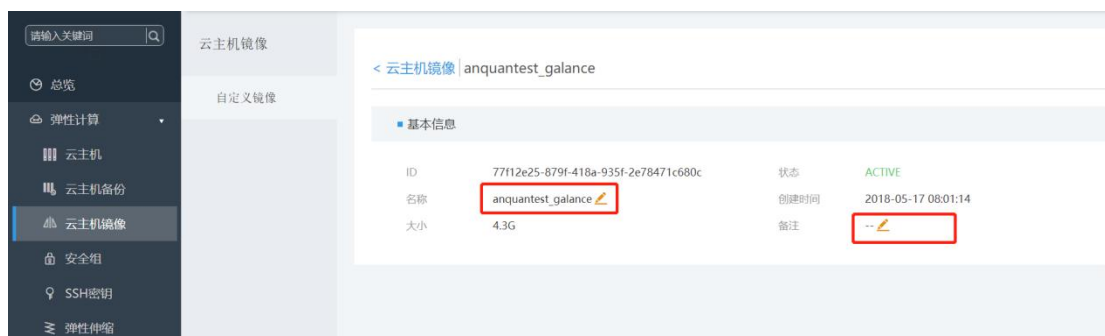 请输入关键词
总览
弹性计算
云主机
云主机备份
云主机镜像
安全组
SSH密钥
弹性伸缩
云主机镜像
自定义镜像
< 云主机镜像 | anquantest_galance
基本信息
ID 77f12e25-879f-418a-935f-2e78471c680c 状态 ACTIVE
名称 anquantest_galance 创建时间 2018-05-17 08:01:14
大小 4.3G 备注 --